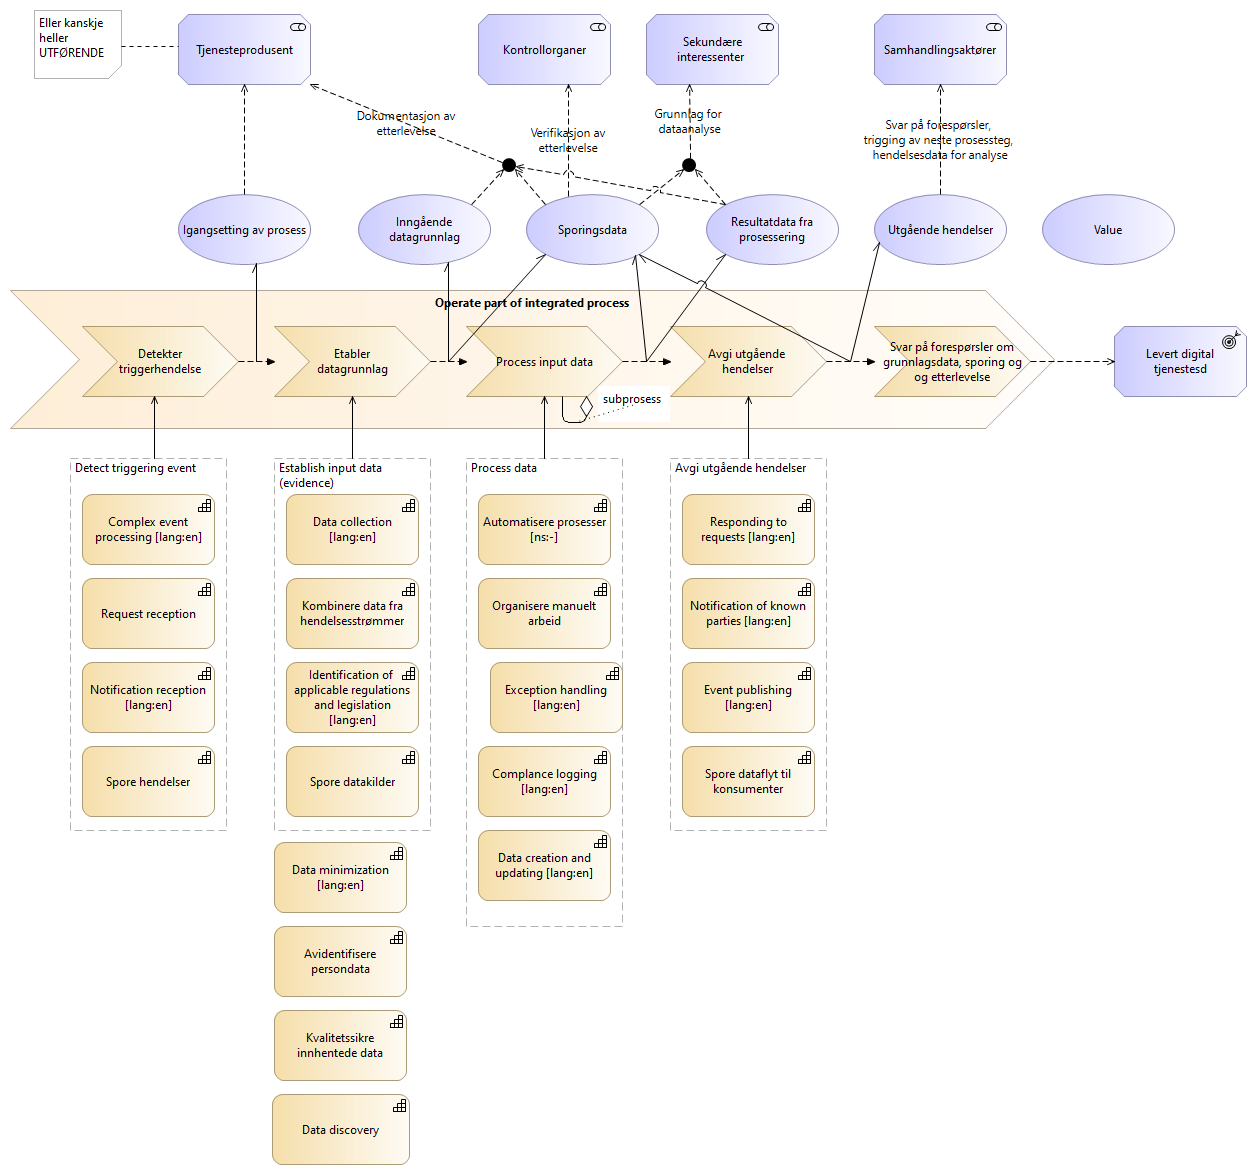 Eller kanskje
heller
UTFØRENDE
Tjenesteprodusent
Kontrollorganer
Sekundære
interessenter
Samhandlingsaktører
Dokumentasjon av
etterlevelse
Verifikasjon av
etterlevelse
Grunnlag for
dataanalyse
Svar på forespørsler,
trigging av neste prosessteg,
hendelsesdata for analyse
Igangsetting av prosess
Inngående
datagrunnlag
Sporingsdata
Resultatdata fra
prosessering
Utgående hendelser
Value
Operate part of integrated process
Detekter
triggerhendelse
Etabler
datagrunnlag
Process input data
Avgi utgående
hendelser
Svar på forespørsler om
grunnlagsdata, sporing og
og etterlevelse
Levert digital
tjenestesd
subprosess
Detect triggering event
Complex event
processing [lang:en]
Request reception
Notification reception
[lang:en]
Spore hendelser
Establish input data
(evidence)
Data collection
[lang:en]
Kombinere data fra
hendelsesstrømmer
Identification of
applicable regulations
and legislation
[lang:en]
Spore datakilder
Data minimization
[lang:en]
Avidentifisere
persondata
Kvalitetssikre
innhentede data
Data discovery
Process data
Automatisere prosesser
[ns:-]
Organisere manuelt
arbeid
Exception handling
[lang:en]
Complance logging
[lang:en]
Data creation and
updating [lang:en]
Avgi utgående hendelser
Responding to
requests [lang:en]
Notification of known
parties [lang:en]
Event publishing
[lang:en]
Spore dataflyt til
konsumenter